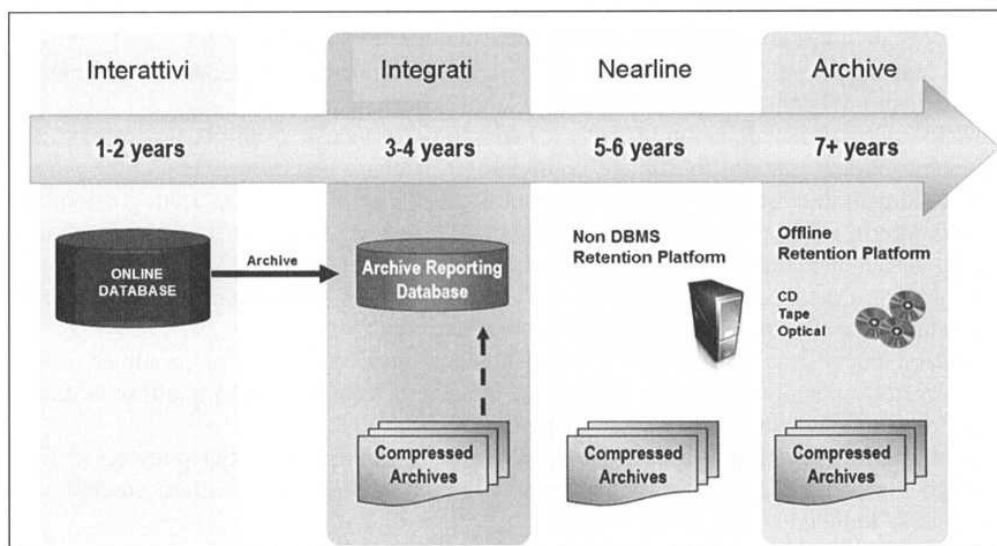 Interattivi
Integrati
Nearline
Archive
1-2 years
3-4 years
5-6 years
7+ years
ONLINE
DATABASE
Archive
Archive Reporting
Database
Non DBMS
Retention Platform
Offline
Retention Platform
CD
Tape
Optical
Compressed
Archives
Compressed
Archives
Compressed
Archives